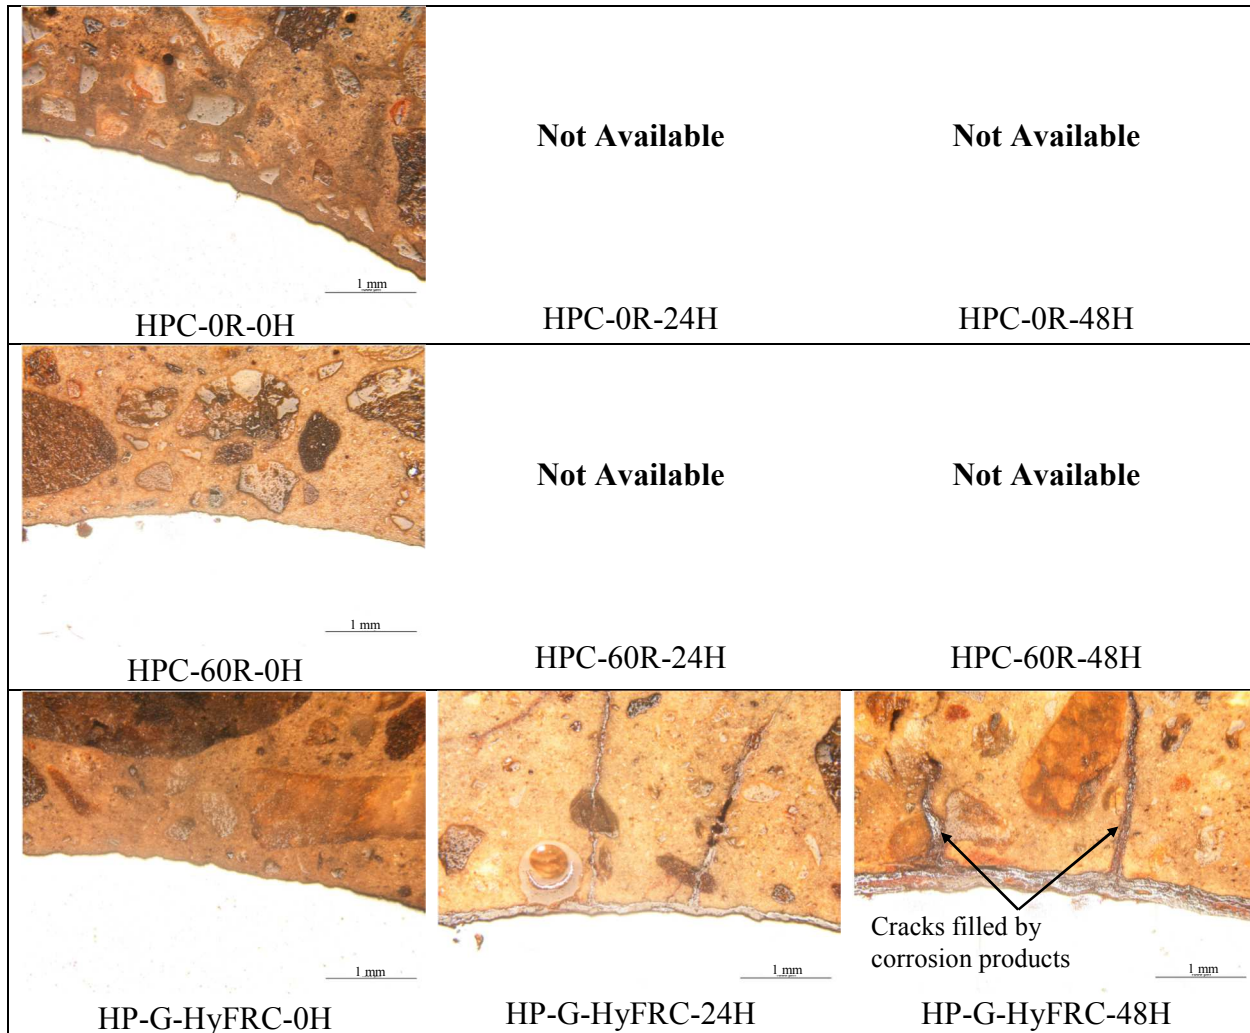 Not Available
Not Available
1 mm
HPC-0R-0H
HPC-0R-24H
HPC-0R-48H
Not Available
Not Available
1 mm
HPC-60R-0H
HPC-60R-24H
HPC-60R-48H
Cracks filled by
corrosion products
1 mm
1 mm
1 mm
HP-G-HyFRC-0H
HP-G-HyFRC-24H
HP-G-HyFRC-48H